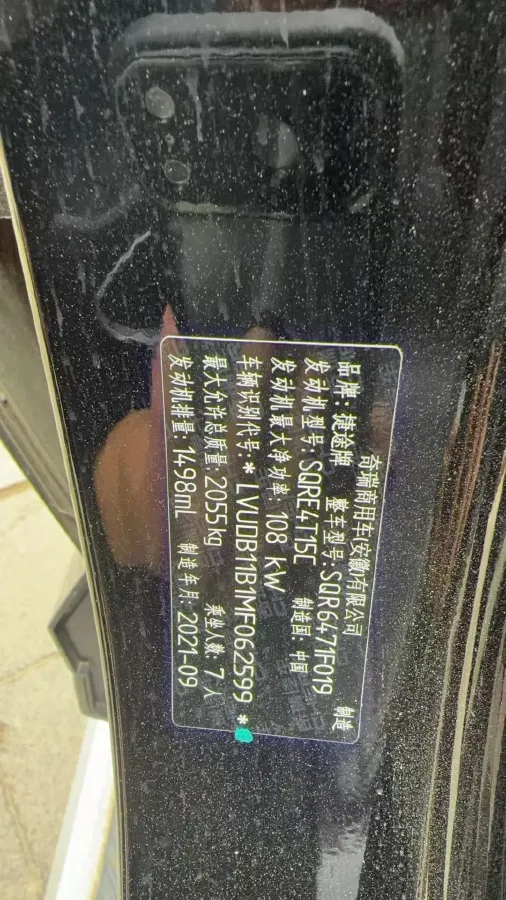 奇瑞商用车(安徽)有限公司 制造
品牌:捷途牌 整车型号:SQR6471F019
发动机型号:SQRE4T15C 制造国:中国
发动机最大净功率:108 kW
车辆识别代号:*LVUDB11B1MF062599*
最大允许总质量:2055kg 乘坐人数:7人
发动机排量:1498mL 制造年月:2021-09